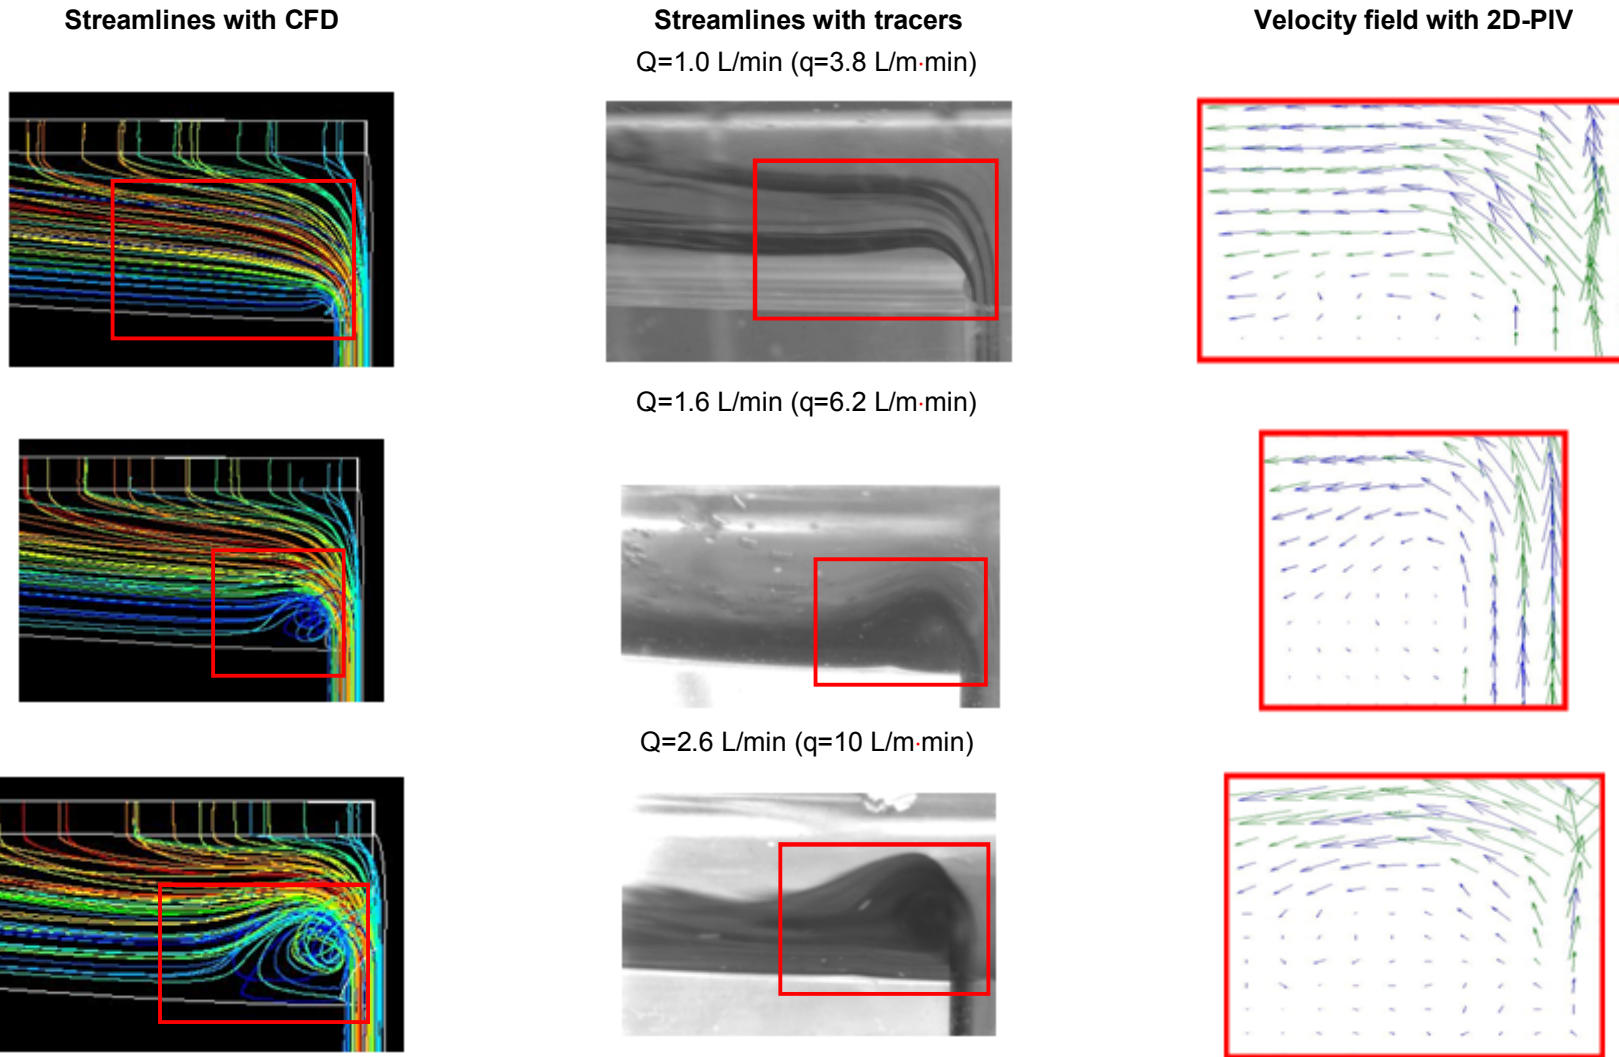 Streamlines with CFD
Streamlines with tracers
Velocity field with 2D-PIV
Q=1.0 L/min (q=3.8 L/m·min)
Q=1.6 L/min (q=6.2 L/m·min)
Q=2.6 L/min (q=10 L/m·min)